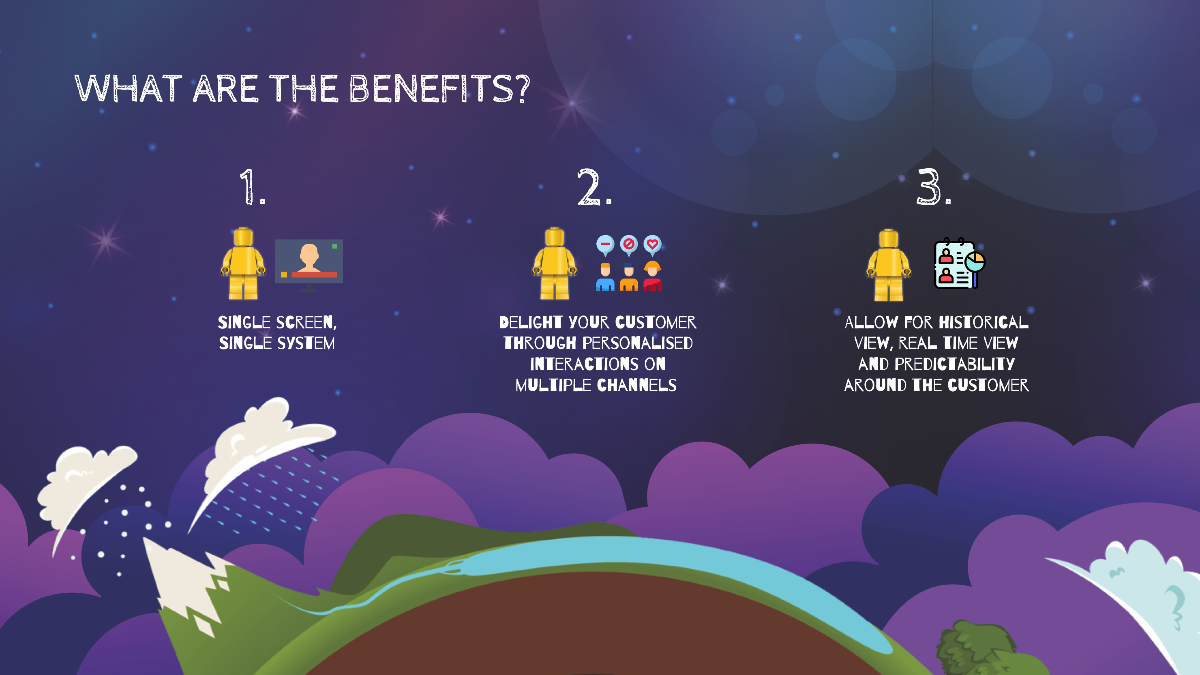 WHAT ARE THE BENEFITS?
1.
SINGLE SCREEN,
SINGLE SYSTEM
2.
DELIGHT YOUR CUSTOMER
THROUGH PERSONALISED
INTERACTIONS ON
MULTIPLE CHANNELS
3.
ALLOW FOR HISTORICAL
VIEW, REAL TIME VIEW
AND PREDICTABILITY
AROUND THE CUSTOMER